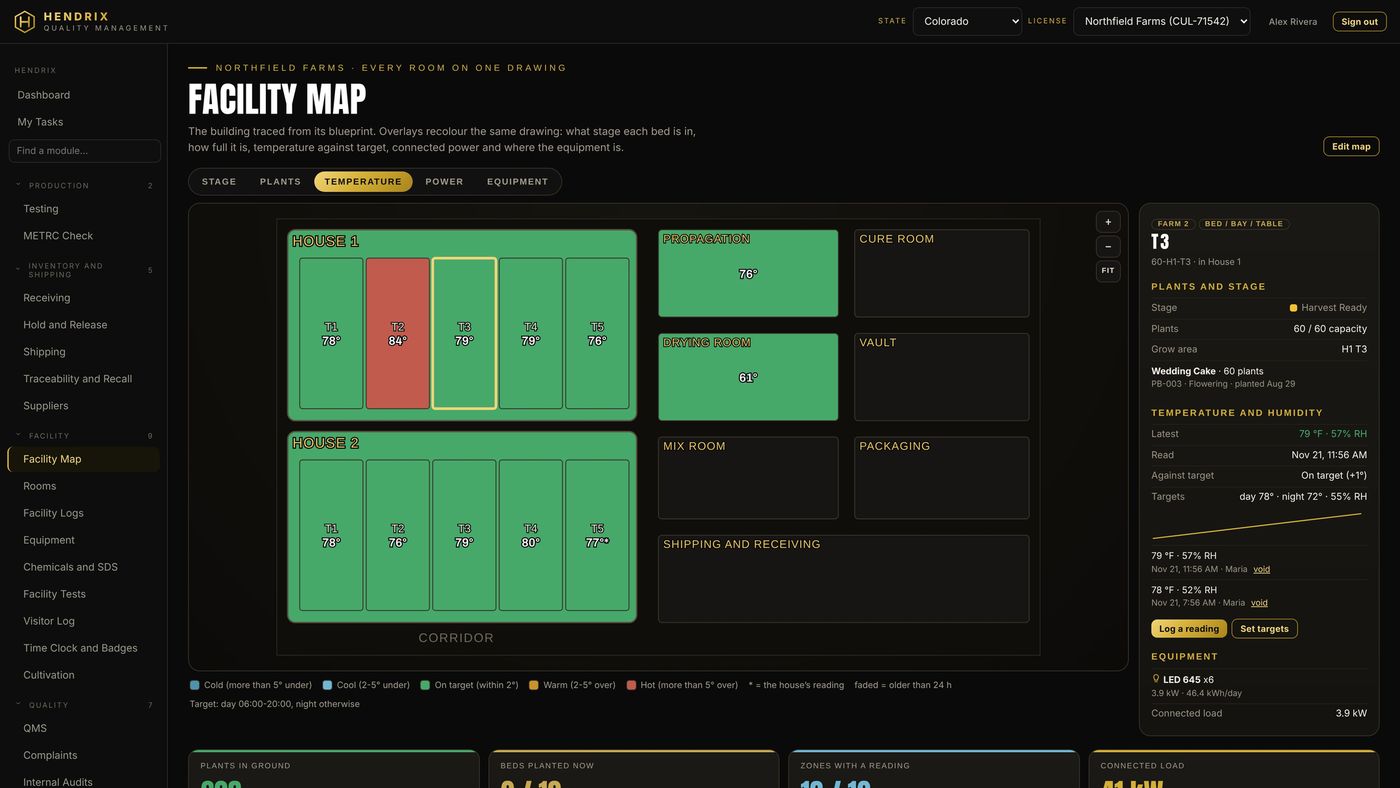 HENDRIX
QUALITY MANAGEMENT
STATE Colorado LICENSE Northfield Farms (CUL-71542) Alex Rivera Sign out
HENDRIX
Dashboard
My Tasks
Find a module...
PRODUCTION 2
Testing
METRC Check
INVENTORY AND SHIPPING 5
Receiving
Hold and Release
Shipping
Traceability and Recall
Suppliers
FACILITY 9
Facility Map
Rooms
Facility Logs
Equipment
Chemicals and SDS
Facility Tests
Visitor Log
Time Clock and Badges
Cultivation
QUALITY 7
QMS
Complaints
Internal Audits
NORTHFIELD FARMS · EVERY ROOM ON ONE DRAWING
FACILITY MAP
The building traced from its blueprint. Overlays recolour the same drawing: what stage each bed is in,
how full it is, temperature against target, connected power and where the equipment is.
Edit map
STAGE PLANTS TEMPERATURE POWER EQUIPMENT
HOUSE 1
T1 T2 T3 T4 T5
78° 84° 79° 79° 76°
HOUSE 2
T1 T2 T3 T4 T5
78° 76° 79° 80° 77°*
CORRIDOR
PROPAGATION
76°
CURE ROOM
DRYING ROOM
61°
VAULT
MIX ROOM
PACKAGING
SHIPPING AND RECEIVING
+
−
FIT
Cold (more than 5° under) Cool (2-5° under) On target (within 2°) Warm (2-5° over) Hot (more than 5° over) * = the house's reading faded = older than 24 h
Target: day 06:00-20:00, night otherwise
FARM 2 BED / BAY / TABLE
T3
60-H1-T3 · in House 1
PLANTS AND STAGE
Stage Harvest Ready
Plants 60 / 60 capacity
Grow area H1 T3
Wedding Cake · 60 plants
PB-003 · Flowering · planted Aug 29
TEMPERATURE AND HUMIDITY
Latest 79 °F · 57% RH
Read Nov 21, 11:56 AM
Against target On target (+1°)
Targets day 78° · night 72° · 55% RH
79 °F · 57% RH
Nov 21, 11:56 AM · Maria void
78 °F · 52% RH
Nov 21, 7:56 AM · Maria void
Log a reading Set targets
EQUIPMENT
LED 645 x6
3.9 kW · 46.4 kWh/day
Connected load 3.9 kW
PLANTS IN GROUND
BEDS PLANTED NOW
ZONES WITH A READING
CONNECTED LOAD
41 kW